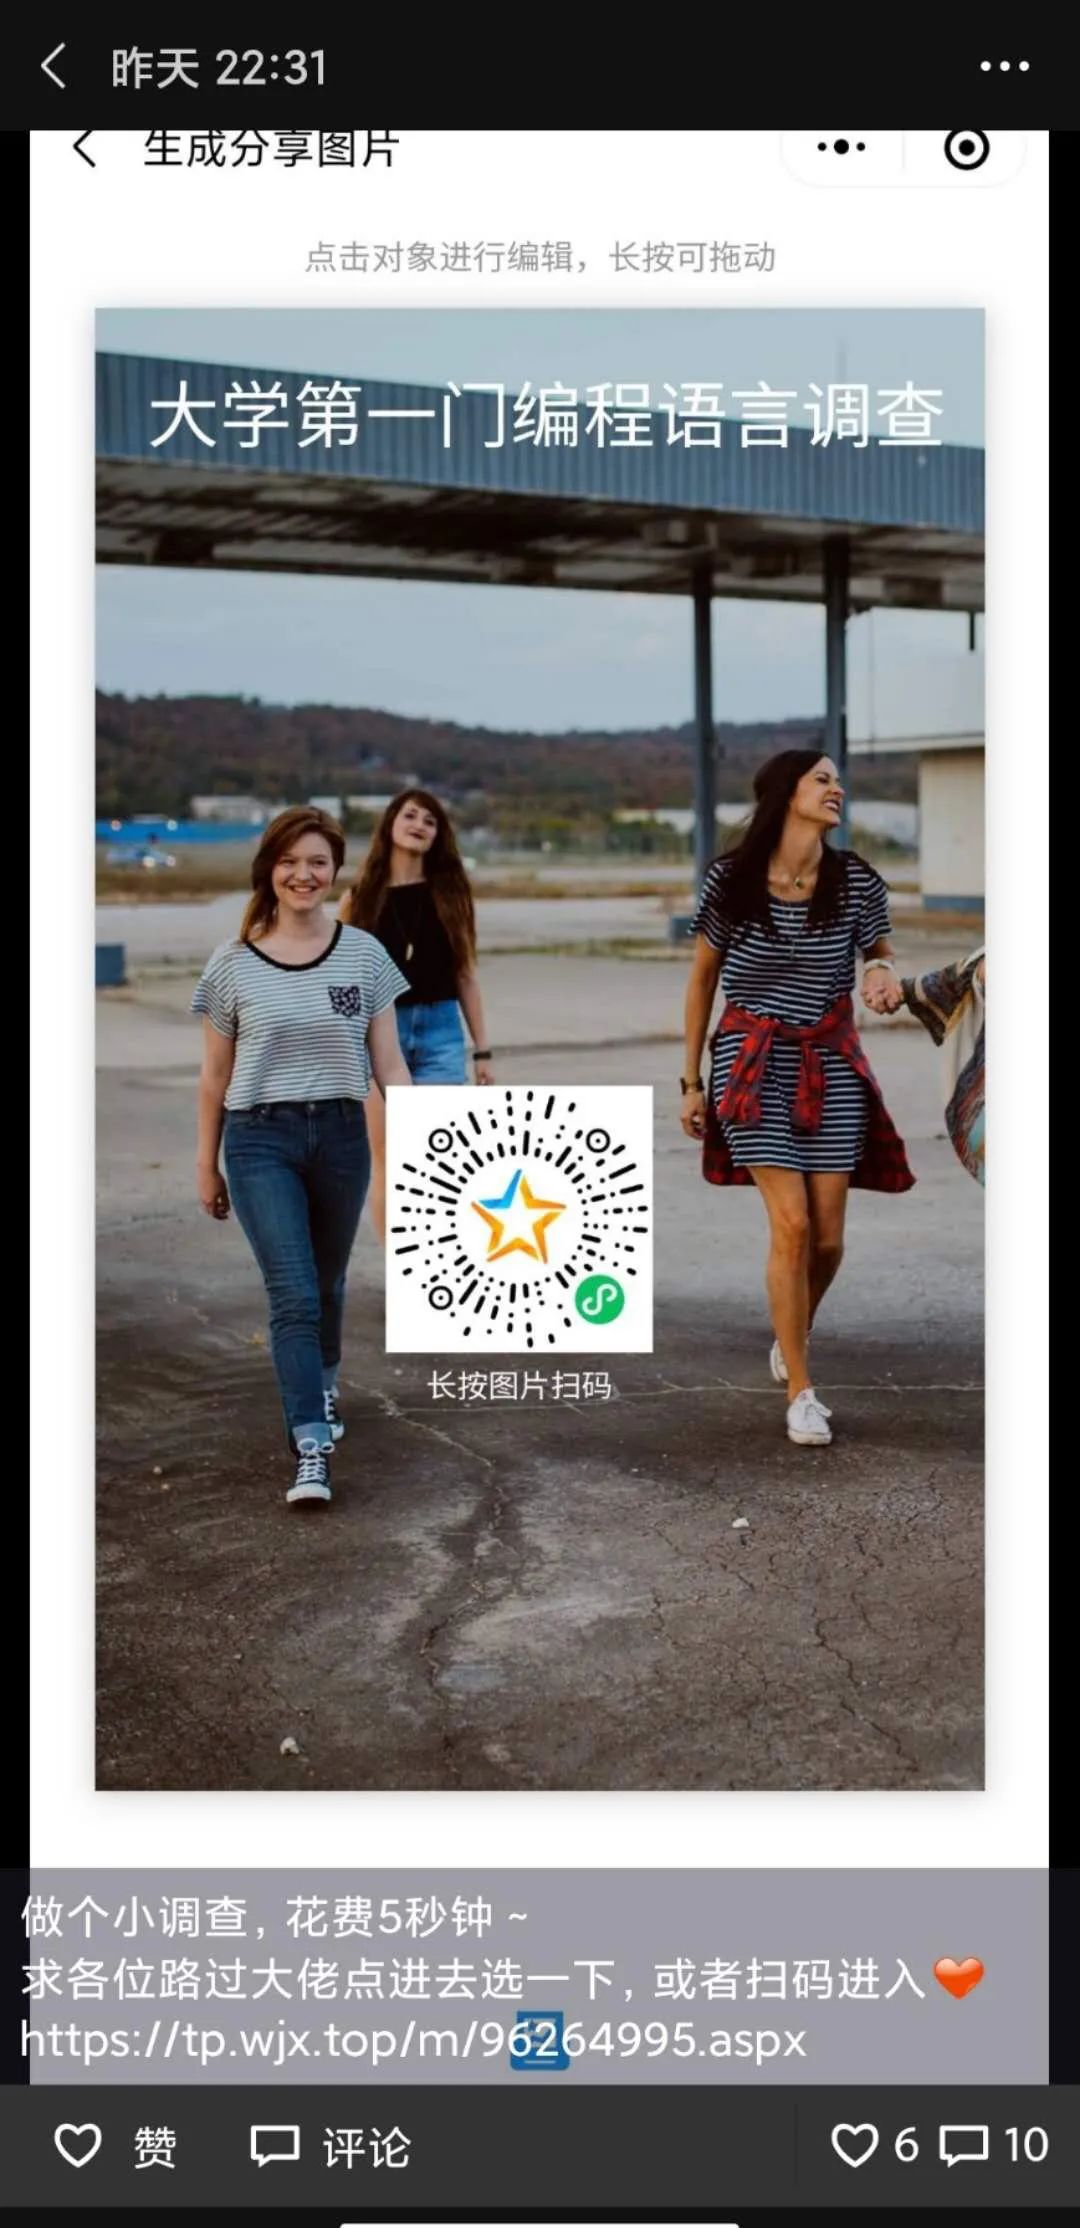 昨天 22:31
生成分享图片
点击对象进行编辑，长按可拖动
大学第一门编程语言调查
长按图片扫码
做个小调查，花费5秒钟 ~
求各位路过大佬点进去选一下，或者扫码进入❤️
https://tp.wjx.top/m/96264995.aspx
赞 评论 6 10